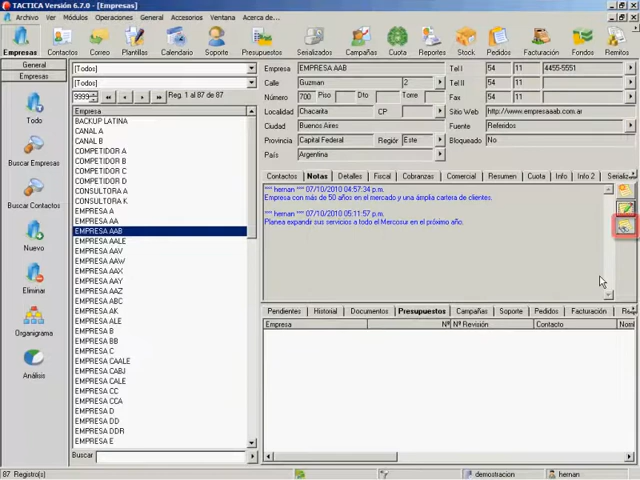 TACTICA Versión 6.7.0 - [Empresas]
Archivo Ver Módulos Operaciones General Accesorios Ventana Acerca de...
Empresas Contactos Correo Plantillas Calendario Soporte Presupuestos Serializados Campañas Cuotas Reportes Stock Pedidos Facturación Fondos Remitos
General
Empresas
Todo
Buscar Empresas
Buscar Contactos
Nuevo
Eliminar
Organigrama
Análisis
[Todos]
[Todos]
9999 Reg. 1 al 87 de 87
Empresa
BACKUP LATINA
CANAL A
CANAL B
COMPETIDOR A
COMPETIDOR B
COMPETIDOR C
CONSULTORA A
CONSULTORA K
EMPRESA A
EMPRESA AA
EMPRESA AAB
EMPRESA AALE
EMPRESA AAV
EMPRESA AAW
EMPRESA AAX
EMPRESA AAY
EMPRESA AAZ
EMPRESA ABC
EMPRESA AK
EMPRESA ALE
EMPRESA B
EMPRESA BB
EMPRESA C
EMPRESA CAALE
EMPRESA CABJ
EMPRESA CALE
EMPRESA CC
EMPRESA CCA
EMPRESA D
EMPRESA DD
EMPRESA DDR
EMPRESA E
Buscar
Empresa EMPRESA AAB
Calle Guzman 2
Número 700 Piso Dto Torre
Localidad Chacarita CP
Ciudad Buenos Aires
Provincia Capital Federal Región Este
País Argentina
Tel I 54 11 4455-5551
Tel II 54 11
Fax 54 11
Sitio Web http://www.empresaaab.com.ar
Fuente Referidos
Bloqueado No
Contactos Notas Detalles Fiscal Cobranzas Comercial Resumen Cuota Info Info 2 Serializ
*** hernan *** 07/10/2010 04:57:34 p.m.
Empresa con más de 50 años en el mercado y una ámplia cartera de clientes.
*** hernan *** 07/10/2010 05:11:57 p.m.
Planea expandir sus servicios a todo el Mercosur en el próximo año.
Pendientes Historial Documentos Presupuestos Campañas Soporte Pedidos Facturación Re
Empresa Nº Nº Revisión Contacto Nom
87 Registro(s) demostracion hernan